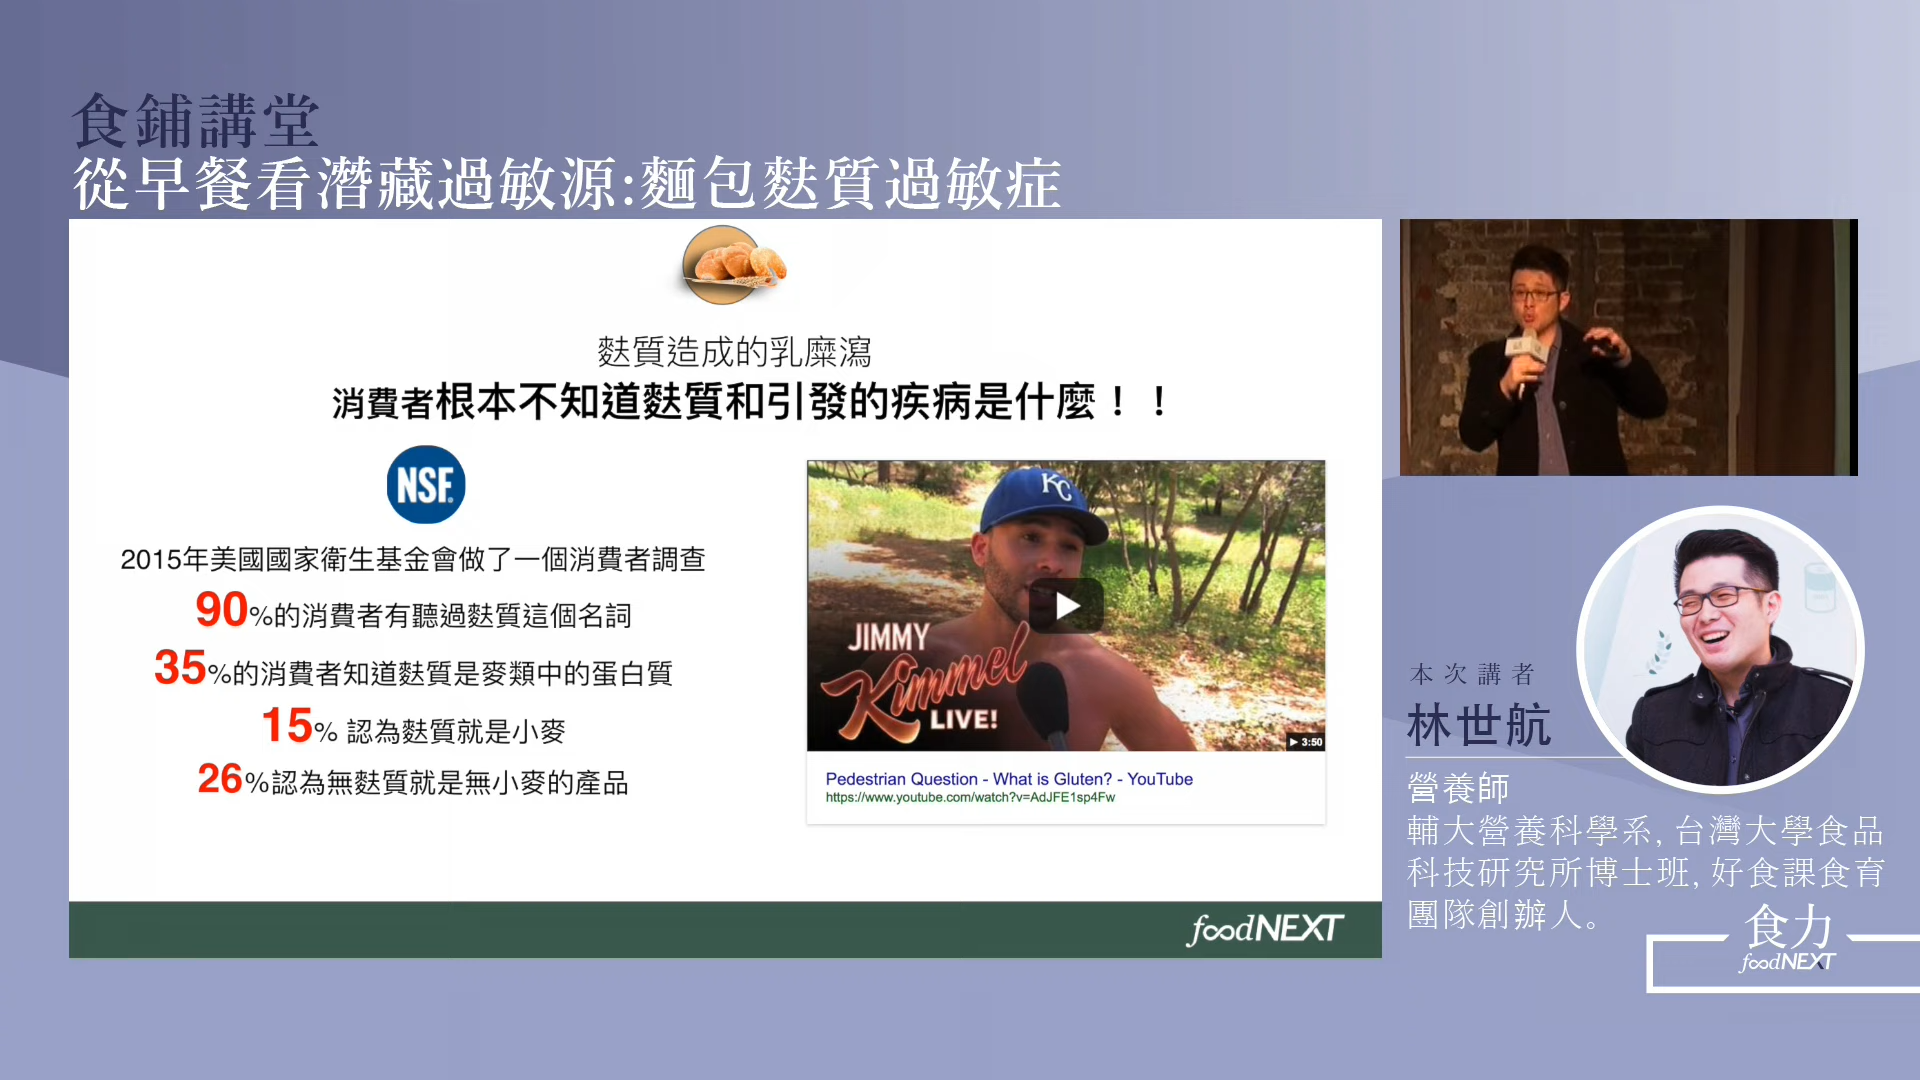 食鋪講堂
從早餐看潛藏過敏源:麵包麩質過敏症
麩質造成的乳糜瀉
消費者根本不知道麩質和引發的疾病是什麼！！
NSF
2015年美國國家衛生基金會做了一個消費者調查
90%的消費者有聽過麩質這個名詞
35%的消費者知道麩質是麥類中的蛋白質
15% 認為麩質就是小麥
26%認為無麩質就是無小麥的產品
KC
JIMMY
Kimmel
LIVE!
3:50
Pedestrian Question - What is Gluten? - YouTube
https://www.youtube.com/watch?v=AdJFE1sp4Fw
foodNEXT
本次講者
林世航
營養師
輔大營養科學系, 台灣大學食品
科技研究所博士班, 好食課食育
團隊創辦人。
食力
foodNEXT